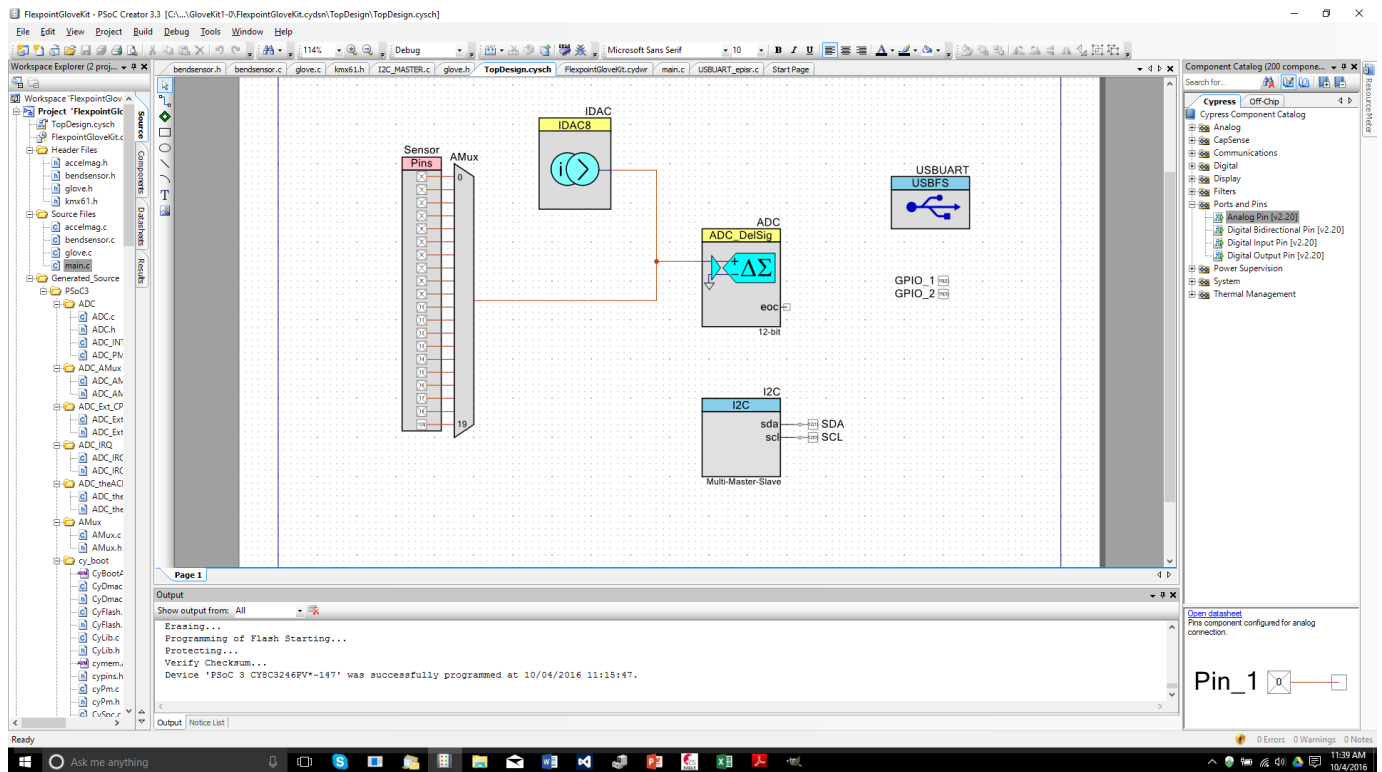 FlexpointGloveKit - PSoC Creator 3.3 [C:\...\GloveKit1-0\FlexpointGloveKit.cydsn\TopDesign\TopDesign.cysch]
File Edit View Project Build Debug Tools Window Help
114% Debug Microsoft Sans Serif 10 B I U
Workspace Explorer (2 proj...
Workspace 'FlexpointGlov
Project 'FlexpointGlo
TopDesign.cysch
FlexpointGloveKit.c
Header Files
accelmag.h
bendsensor.h
glove.h
kmx61.h
Source Files
accelmag.c
bendsensor.c
glove.c
main.c
Generated_Source
PSoC3
ADC
ADC.c
ADC.h
ADC_INT
ADC_PM
ADC_AMux
ADC_AM
ADC_AM
ADC_Ext_CP
ADC_Ext
ADC_Ext
ADC_IRQ
ADC_IRC
ADC_IRC
ADC_theACl
ADC_the
ADC_the
AMux
AMux.c
AMux.h
cy_boot
CyBootA
CyDmac
CyDmac
CyFlash.
CyFlash.
CyLib.c
CyLib.h
cymem.a
cypins.h
cyPm.c
cyPm.h
CySpc.c
Source
Components
Datasheets
Results
bendsensor.h bendsensor.c glove.c kmx61.h I2C_MASTER.c glove.h TopDesign.cysch FlexpointGloveKit.cydwr main.c USBUART_episr.c Start Page
T
IDAC
IDAC8
i
Sensor
Pins
AMux
0
19
ADC
ADC_DelSig
ΔΣ
eoc
12-bit
USBUART
USBFS
GPIO_1
GPIO_2
I2C
I2C
sda SDA
scl SCL
Multi-Master-Slave
Page 1
Output
Show output from: All
Erasing...
Programming of Flash Starting...
Protecting...
Verify Checksum...
Device 'PSoC 3 CY8C3246PV*-147' was successfully programmed at 10/04/2016 11:15:47.
Output Notice List
Component Catalog (200 compone...
Search for...
Cypress Off-Chip
Cypress Component Catalog
Analog
CapSense
Communications
Digital
Display
Filters
Ports and Pins
Analog Pin [v2.20]
Digital Bidirectional Pin [v2.20]
Digital Input Pin [v2.20]
Digital Output Pin [v2.20]
Power Supervision
System
Thermal Management
Resource Meter
Open datasheet
Pins component configured for analog
connection.
Pin_1 0
Ready
0 Errors 0 Warnings 0 Notes
Ask me anything
11:39 AM
10/4/2016